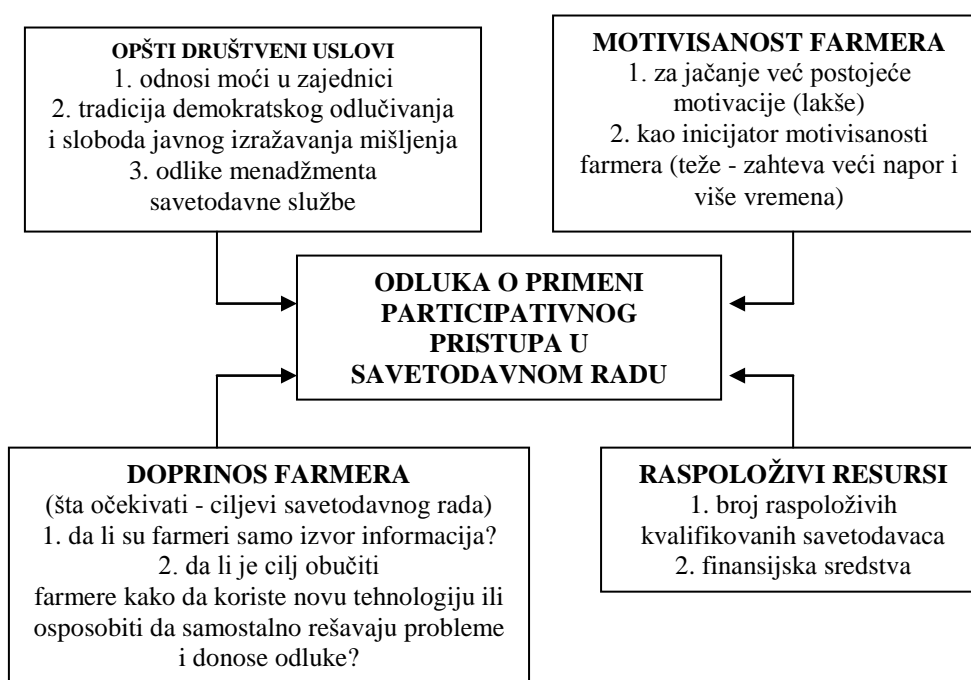 OPŠTI DRUŠTVENI USLOVI
1. odnosi moći u zajednici
2. tradicija demokratskog odlučivanja
i sloboda javnog izražavanja mišljenja
3. odlike menadžmenta
savetodavne službe
MOTIVISANOST FARMERA
1. za jačanje već postojeće
motivacije (lakše)
2. kao inicijator motivisanosti
farmera (teže - zahteva veći napor i
više vremena)
ODLUKA O PRIMENI
PARTICIPATIVNOG
PRISTUPA U
SAVETODAVNOM RADU
DOPRINOS FARMERA
(šta očekivati - ciljevi savetodavnog rada)
1. da li su farmeri samo izvor informacija?
2. da li je cilj obučiti
farmere kako da koriste novu tehnologiju ili
osposobiti da samostalno rešavaju probleme
i donose odluke?
RASPOLOŽIVI RESURSI
1. broj raspoloživih
kvalifikovanih savetodavaca
2. finansijska sredstva